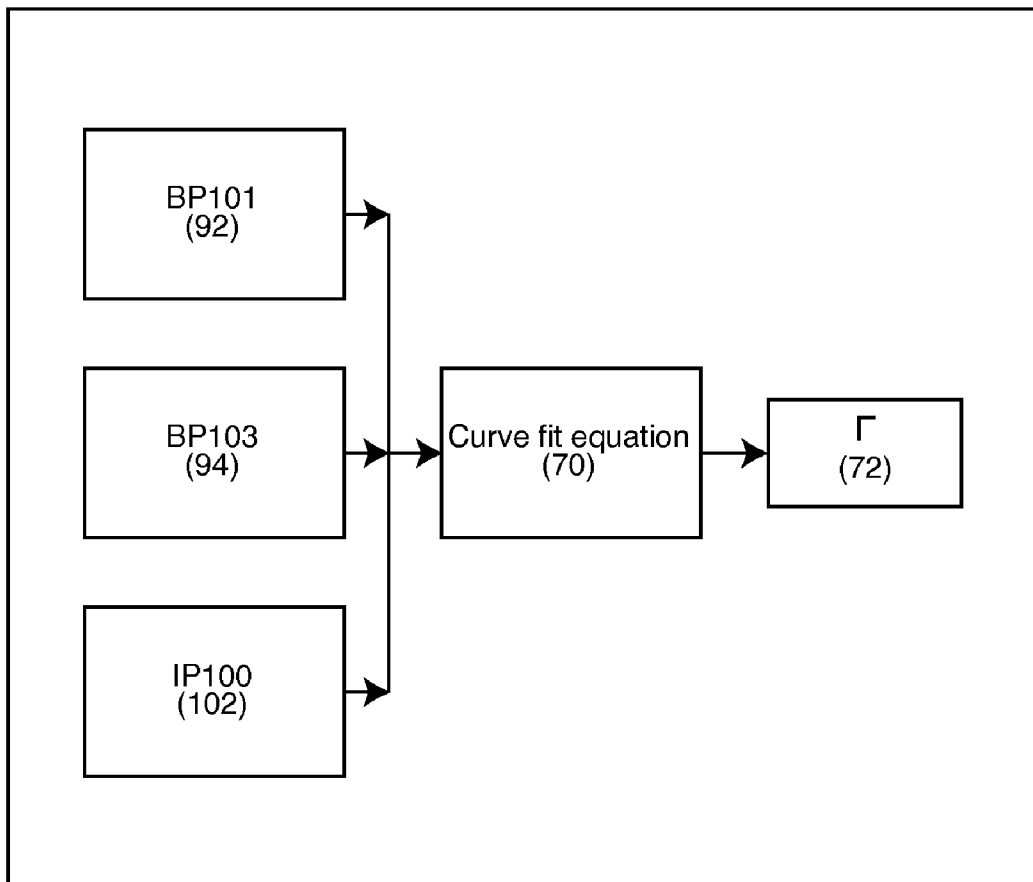 BP101
(92)
BP103
(94)
Curve fit equation
(70)
Γ
(72)
IP100
(102)